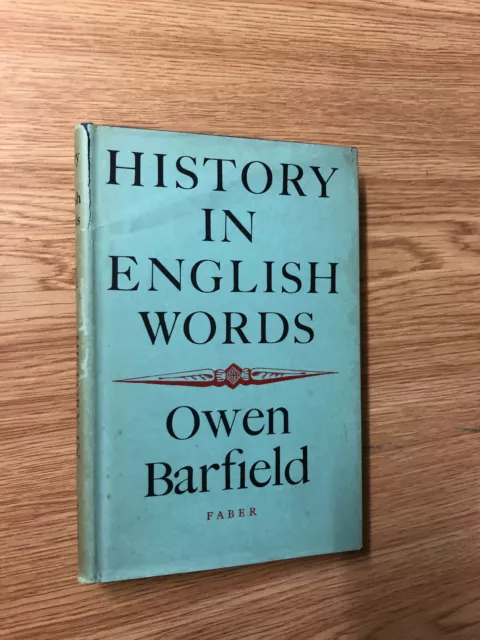 HISTORY
IN
ENGLISH
WORDS
Owen
Barfield
FABER